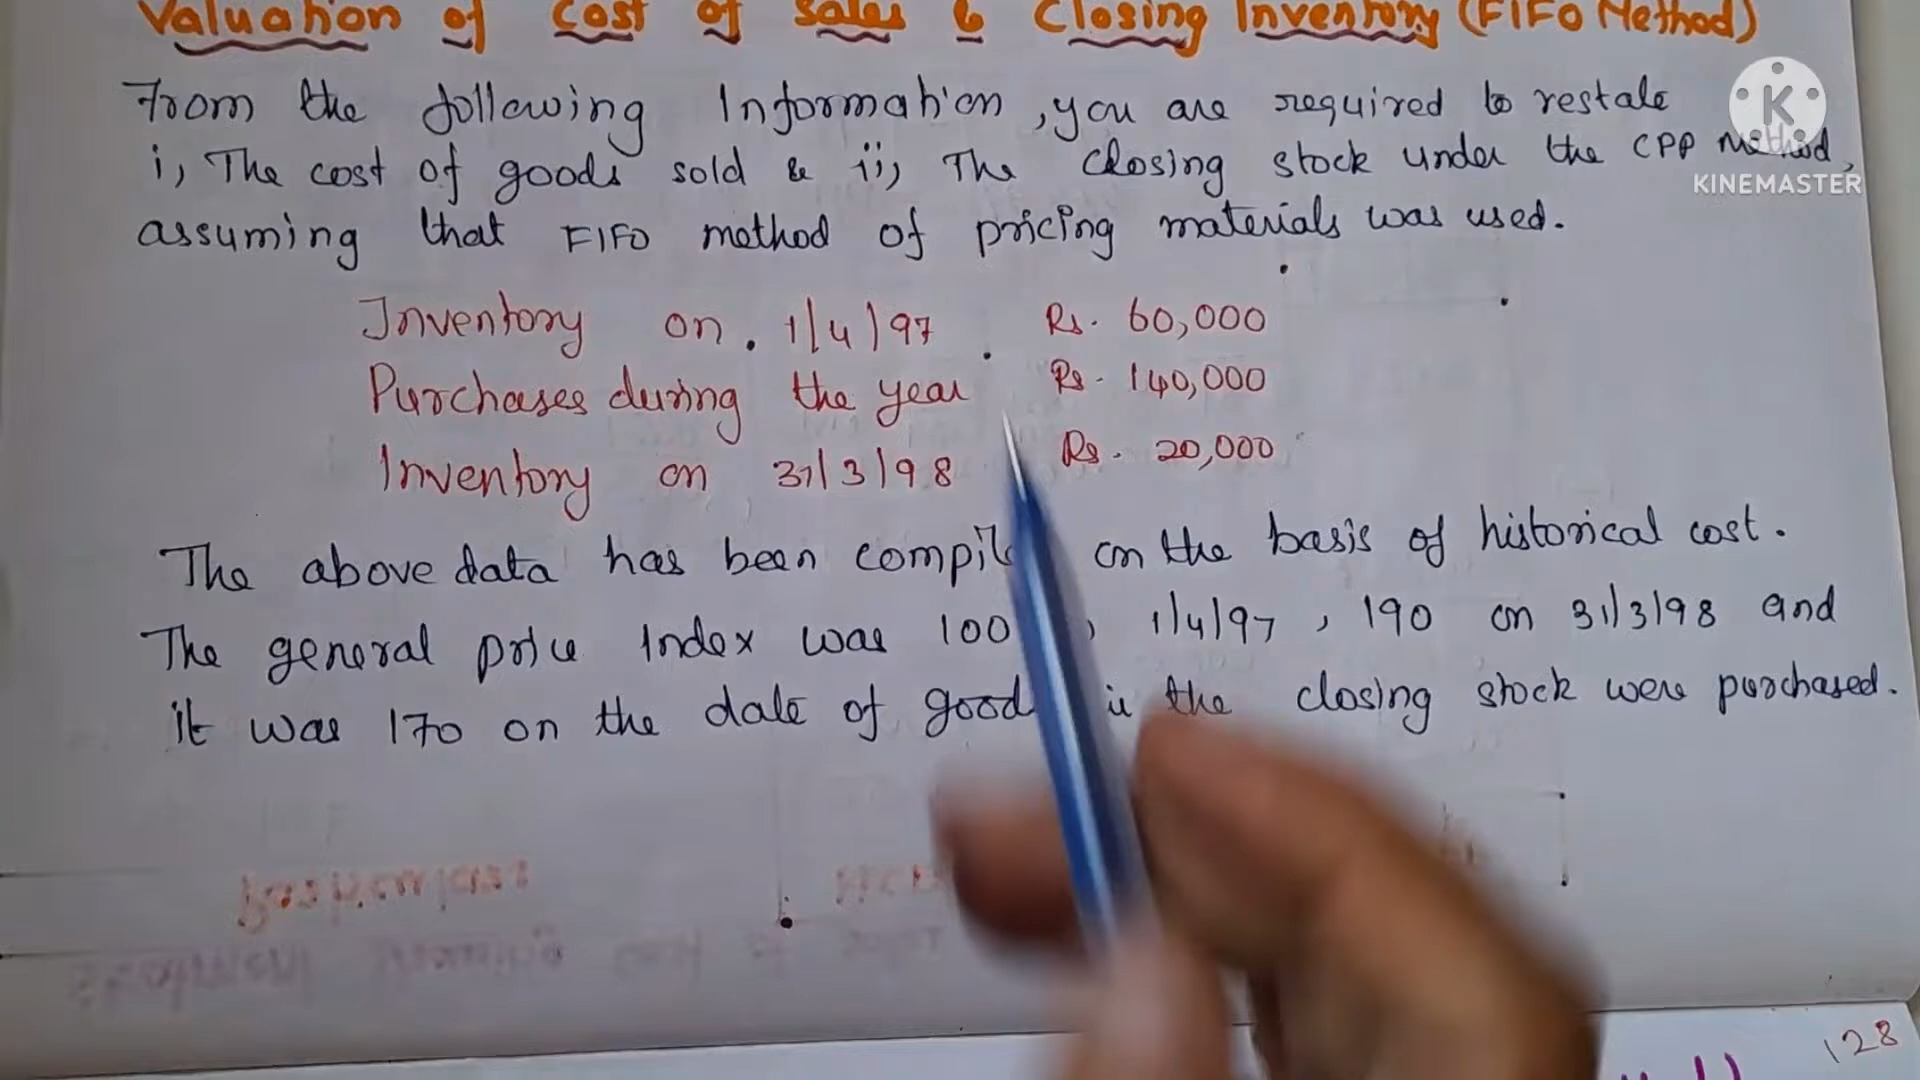 Valuation of Cost of Sales & Closing Inventory (FIFO Method)
From the following Information, you are required to restate
i, The cost of goods sold & ii, The closing stock under the CPP Method,
KINEMASTER
assuming that FIFO method of pricing materials was used.
Inventory on 1/4/97 Rs. 60,000
Purchases during the year Rs. 140,000
Inventory on 31/3/98 Rs. 20,000
The above data has been compil on the basis of historical cost.
The general price Index was 100 , 1/4/97 , 190 on 31/3/98 and
it was 170 on the date of good the closing stock were purchased.
128